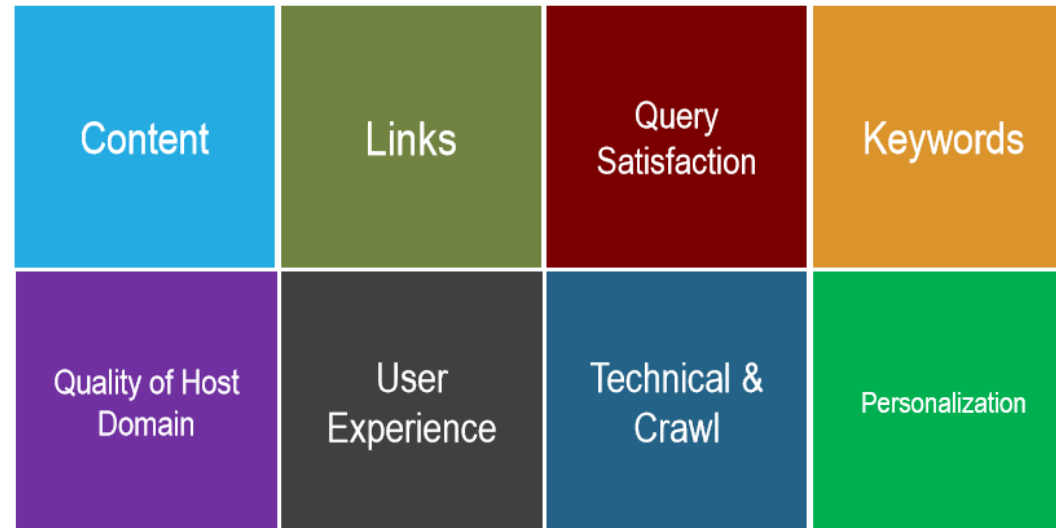 Content
Links
Query
Satisfaction
Keywords
Quality of Host
Domain
User
Experience
Technical &
Crawl
Personalization